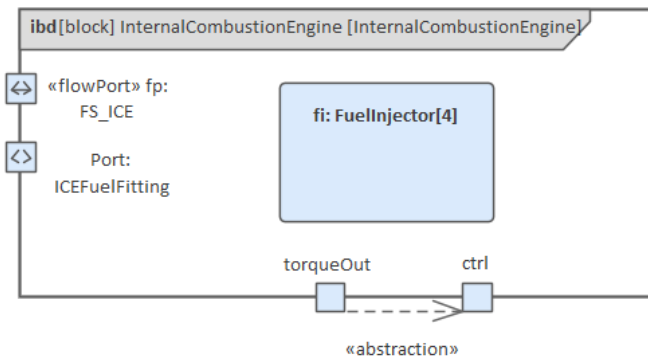 ibd[block] InternalCombustionEngine [InternalCombustionEngine]
«flowPort» fp:
FS_ICE
fi: FuelInjector[4]
Port:
ICEFuelFitting
torqueOut
ctrl
«abstraction»